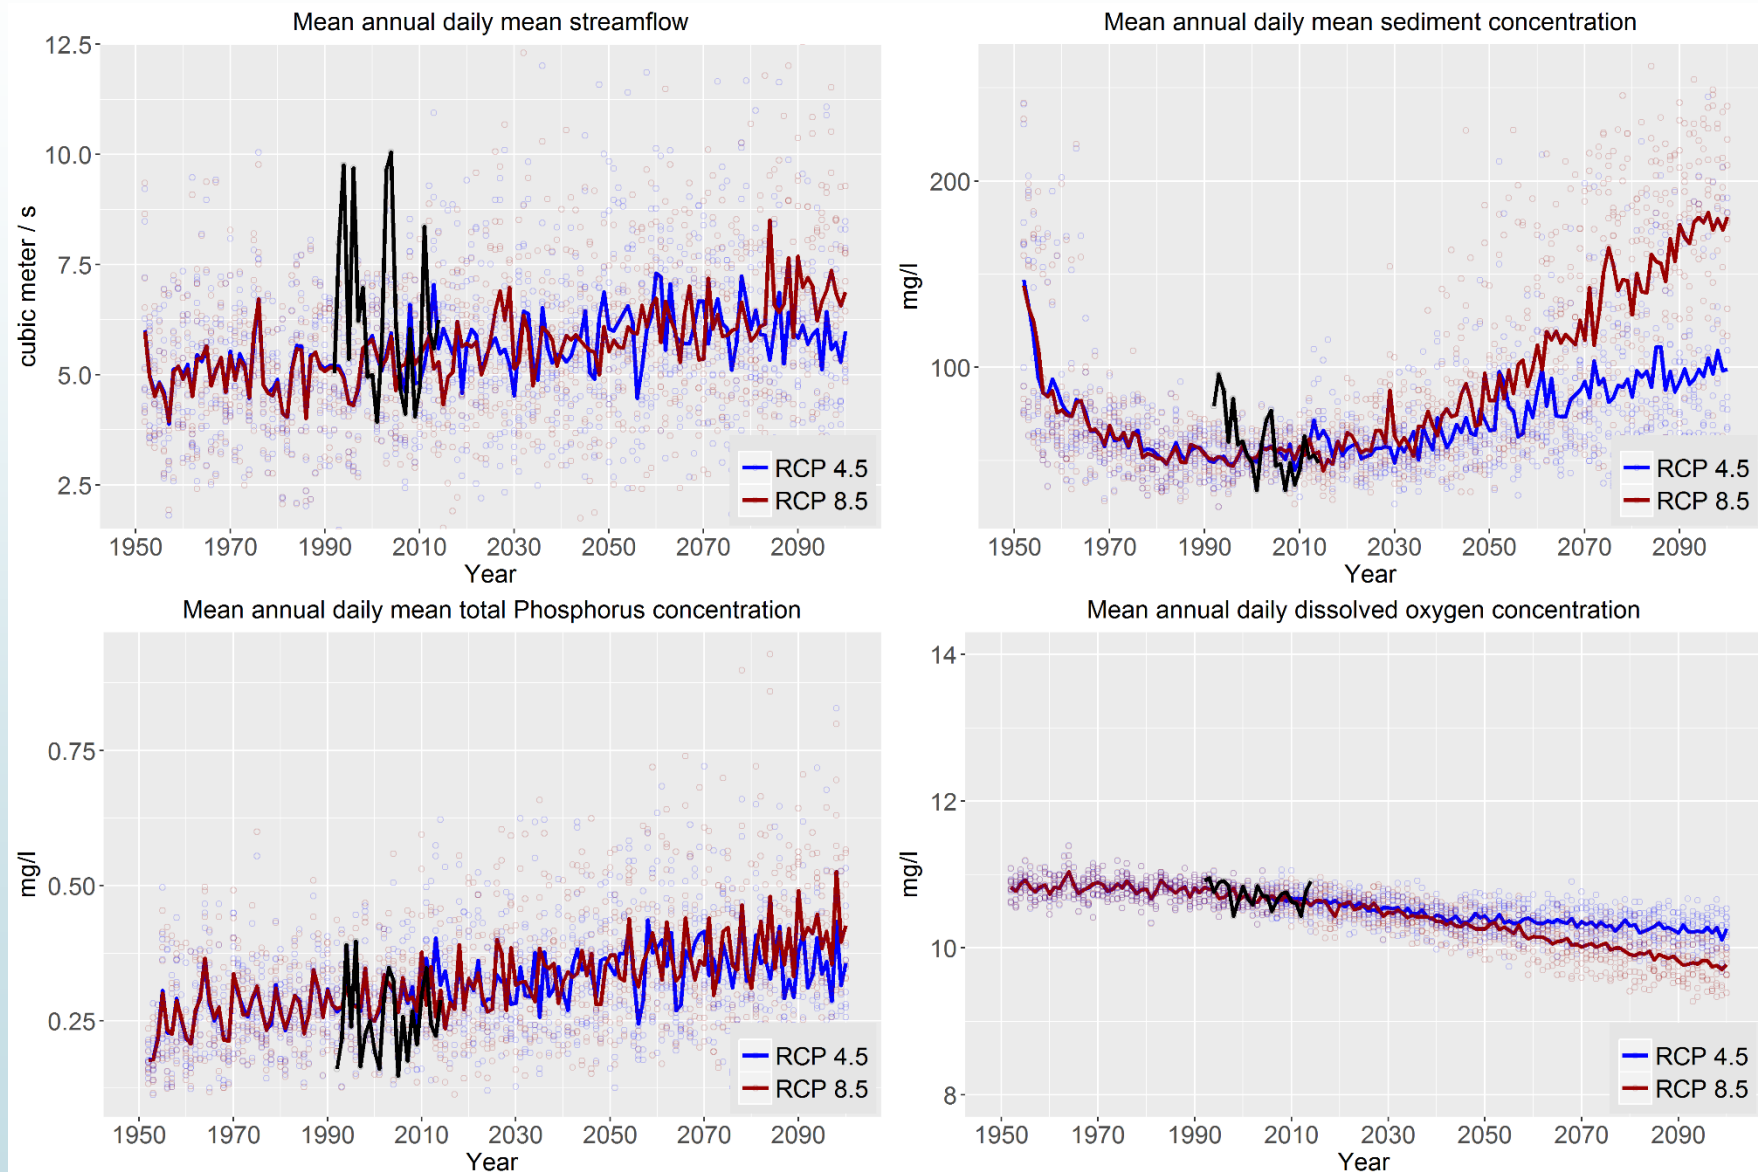 Mean annual daily mean streamflow
12.5
10.0
7.5
5.0
2.5
cubic meter / s
1950 1970 1990 2010 2030 2050 2070 2090
Year
RCP 4.5
RCP 8.5
Mean annual daily mean sediment concentration
200
100
mg/l
1950 1970 1990 2010 2030 2050 2070 2090
Year
RCP 4.5
RCP 8.5
Mean annual daily mean total Phosphorus concentration
0.75
0.50
0.25
mg/l
1950 1970 1990 2010 2030 2050 2070 2090
Year
RCP 4.5
RCP 8.5
Mean annual daily dissolved oxygen concentration
14
12
10
8
mg/l
1950 1970 1990 2010 2030 2050 2070 2090
Year
RCP 4.5
RCP 8.5